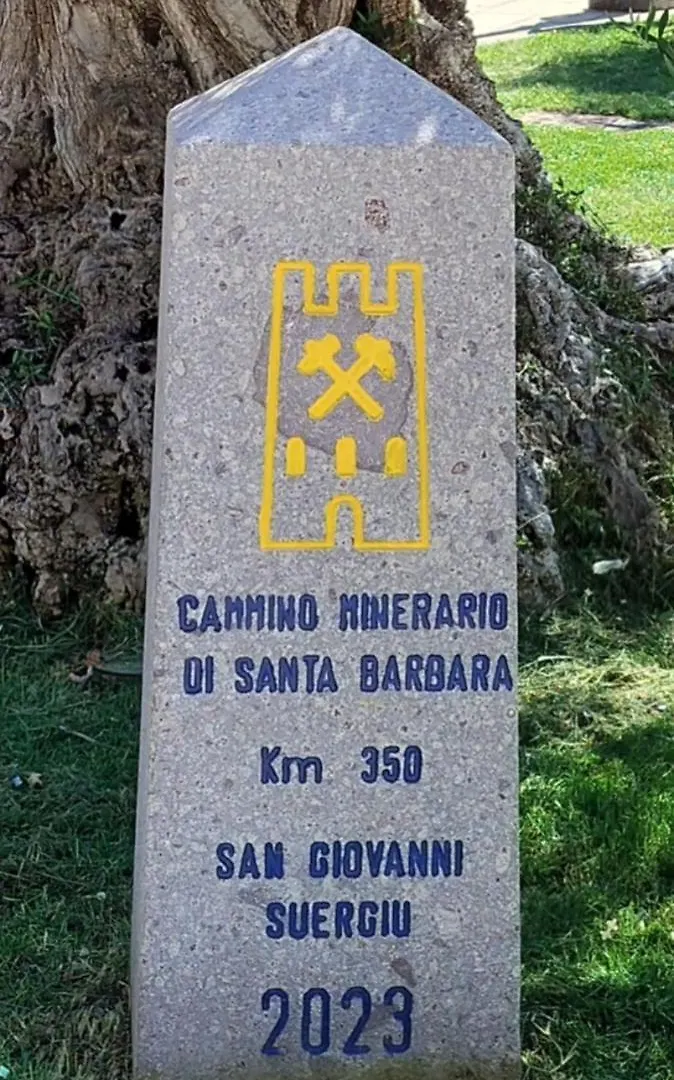 CAMMINO MINERARIO
DI SANTA BARBARA
Km 350
SAN GIOVANNI
SUERGIU
2023